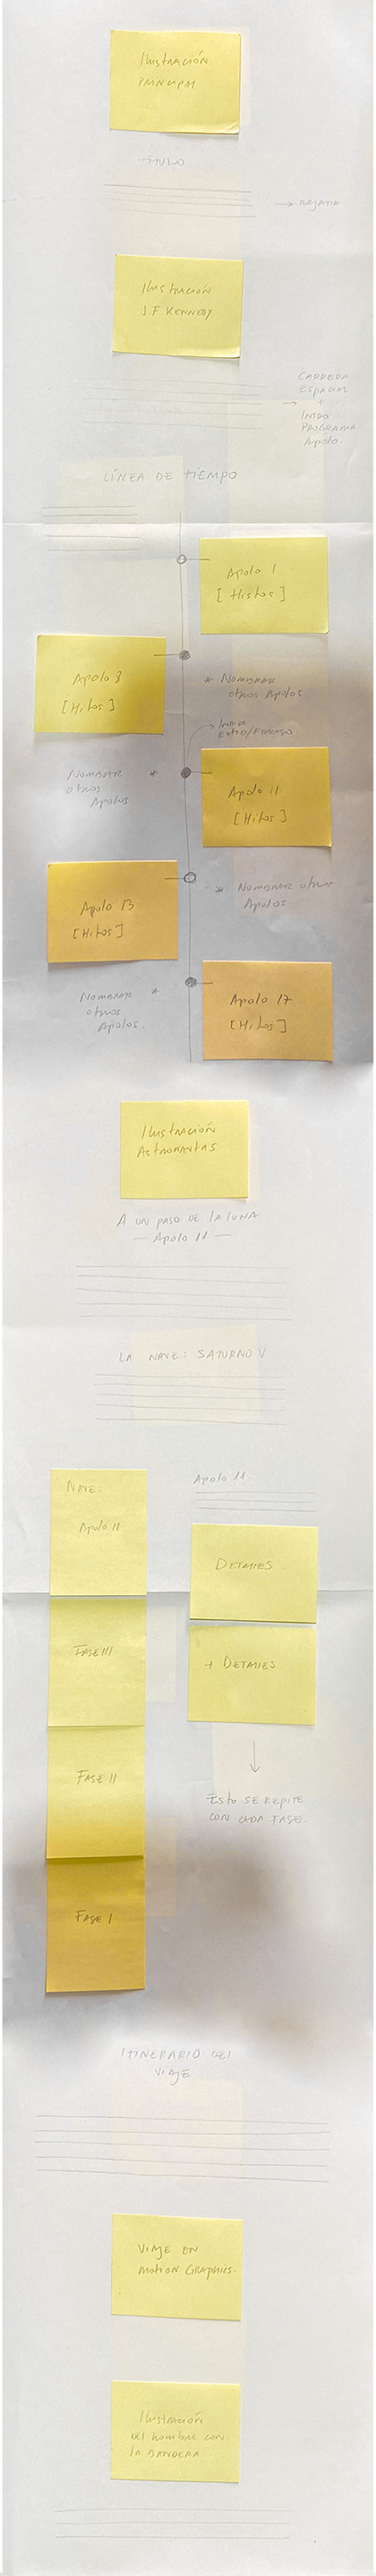 Ilustración
principal
TÍTULO
→ BAJADA
Ilustración
J.F KENNEDY
CARRERA
ESPACIAL
+
INTRO
PROGRAMA
Apolo.
LÍNEA DE TIEMPO
Apolo 1
[Histos]
Apolo 8
[Hitos]
* NOMBRAR
otros Apolos
Indica
Exito/Fracaso
NOMBRAR *
otros
Apolos
Apolo 11
[Hitos]
Apolo 13
[Hitos]
* NOMBRAR otros
Apolos
NOMBRAR *
otros
Apolos.
Apolo 17
[Hitos]
Ilustración
Astronautas
A UN PASO DE LA LUNA
— Apolo 11 —
LA NAVE: SATURNO V
NAVE:
Apolo 11
Apolo 11
DETALLES.
FASE III
+ DETALLES
FASE II
Esto SE REPITE
CON CADA FASE.
FASE I
ITINERARIO DEL
VIAJE
VIAJE EN
motion GRAPHICS.
Ilustración
DEL hombre con
la BANDERA